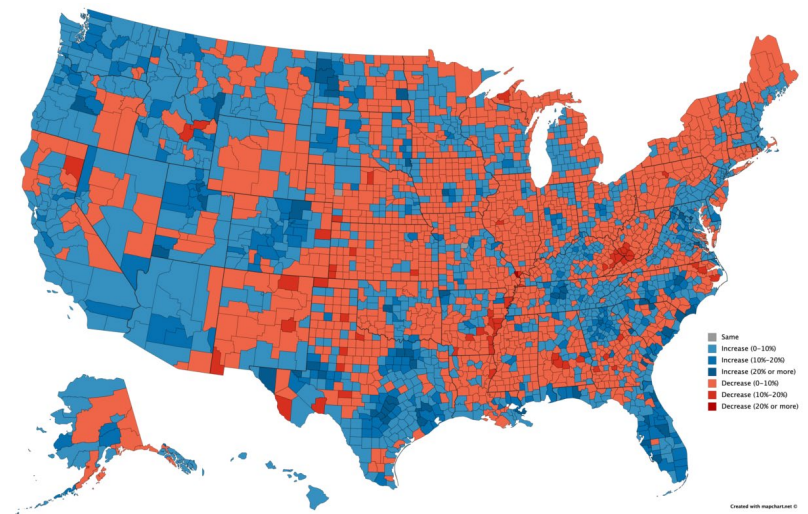 Same
Increase (0-10%)
Increase (10%-20%)
Increase (20% or more)
Decrease (0-10%)
Decrease (10%-20%)
Decrease (20% or more)
Created with mapchart.net ©